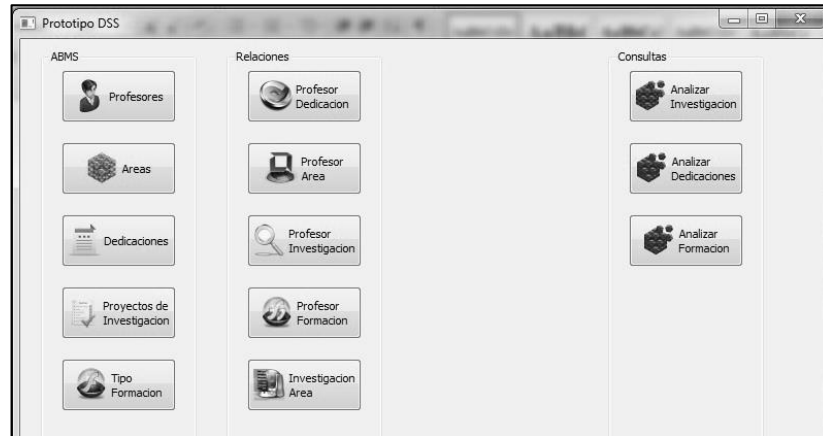 Prototipo DSS
ABMS
Profesores
Areas
Dedicaciones
Proyectos de
Investigacion
Tipo
Formacion
Relaciones
Profesor
Dedicacion
Profesor
Area
Profesor
Investigacion
Profesor
Formacion
Investigacion
Area
Consultas
Analizar
Investigacion
Analizar
Dedicaciones
Analizar
Formacion